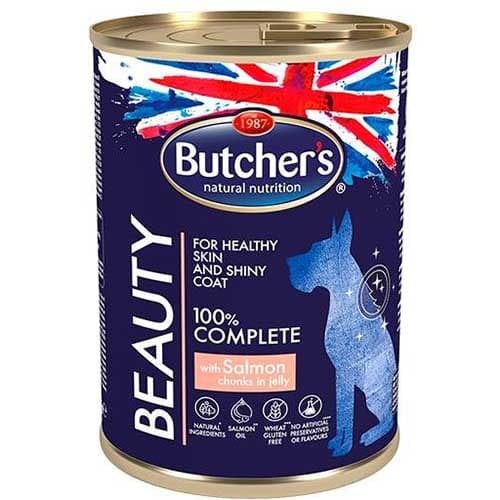 1987
Butcher's
natural nutrition
®
BEAUTY
FOR HEALTHY
SKIN
AND SHINY
COAT
100%
COMPLETE
with Salmon
chunks in jelly
NATURAL
INGREDIENTS
SALMON
OIL
WHEAT
GLUTEN
FREE
NO ARTIFICIAL
PRESERVATIVES
OR FLAVOURS